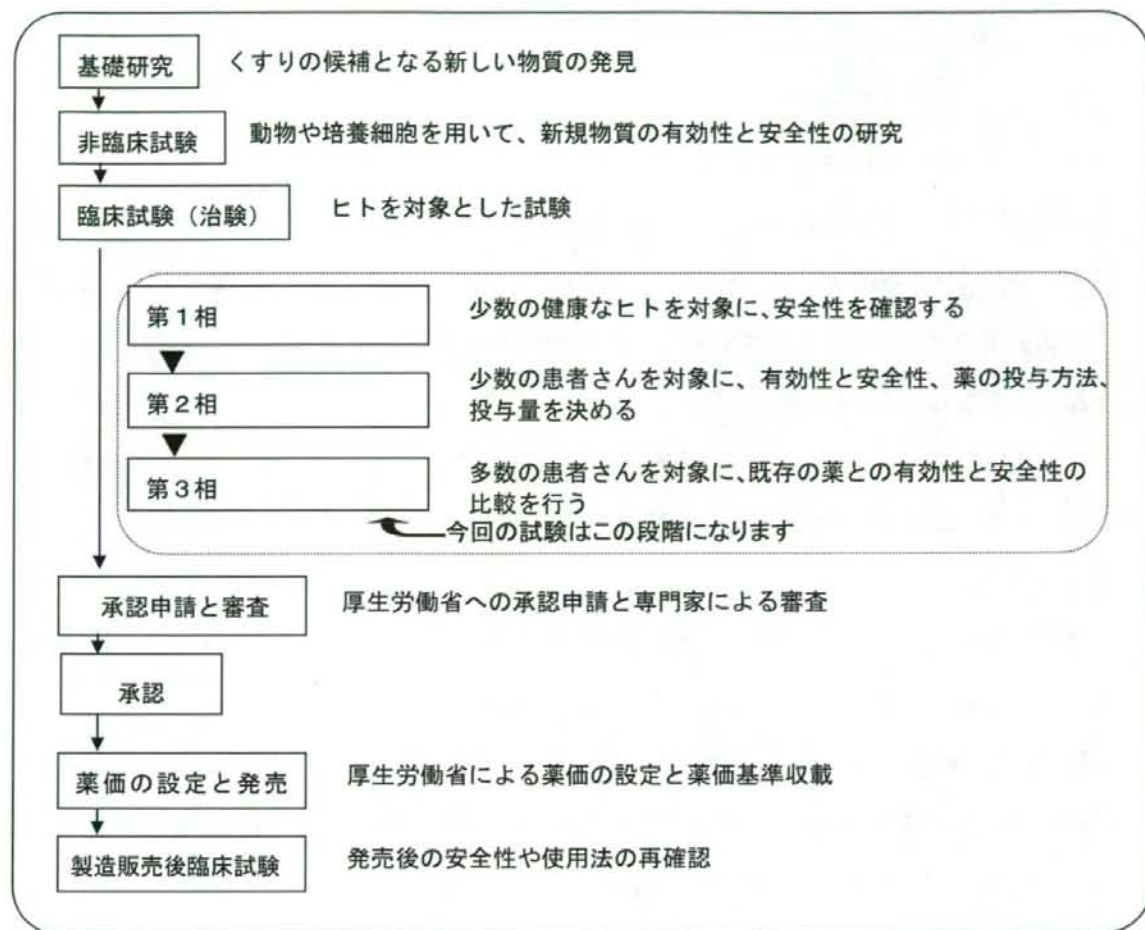 基礎研究 くすりの候補となる新しい物質の発見
非臨床試験 動物や培養細胞を用いて、新規物質の有効性と安全性の研究
臨床試験（治験） ヒトを対象とした試験
第１相 少数の健康なヒトを対象に、安全性を確認する
第２相 少数の患者さんを対象に、有効性と安全性、薬の投与方法、
投与量を決める
第３相 多数の患者さんを対象に、既存の薬との有効性と安全性の
比較を行う
今回の試験はこの段階になります
承認申請と審査 厚生労働省への承認申請と専門家による審査
承認
薬価の設定と発売 厚生労働省による薬価の設定と薬価基準収載
製造販売後臨床試験 発売後の安全性や使用法の再確認